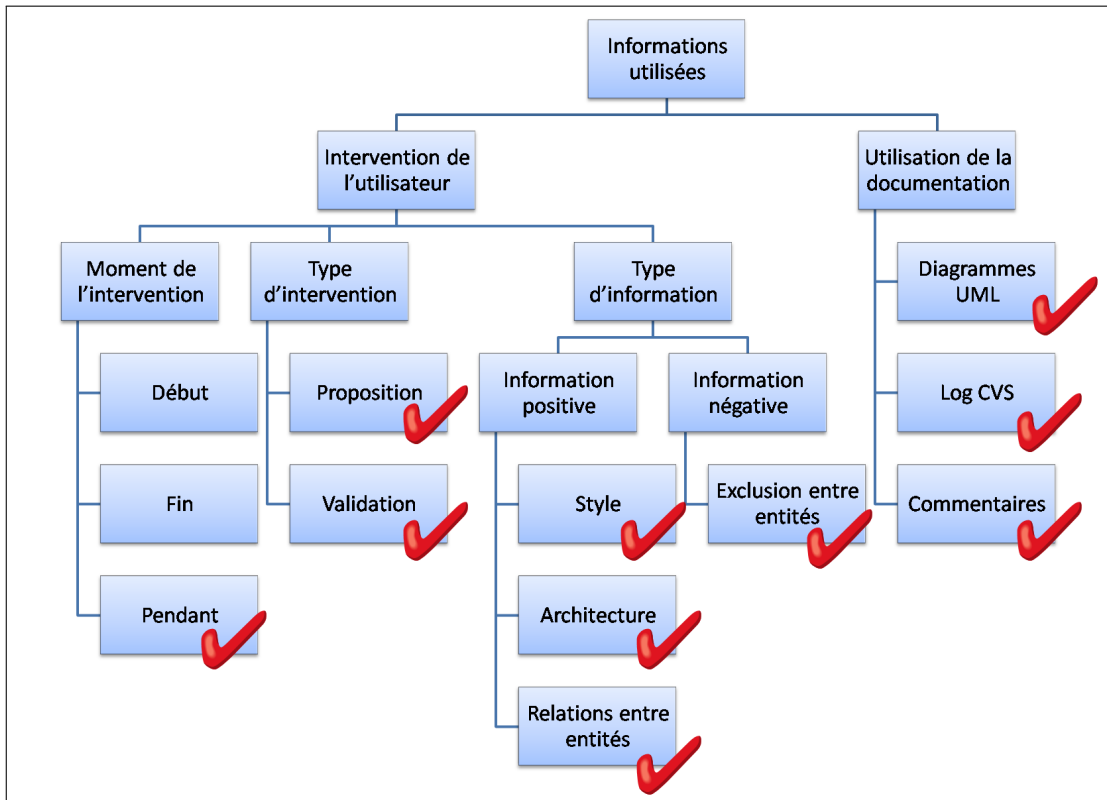 Informations
utilisées
Intervention de
l'utilisateur
Utilisation de la
documentation
Moment de
l'intervention
Type
d'intervention
Type
d'information
Diagrammes
UML
Début
Proposition
Information
positive
Information
négative
Log CVS
Fin
Validation
Style
Exclusion entre
entités
Commentaires
Pendant
Architecture
Relations entre
entités